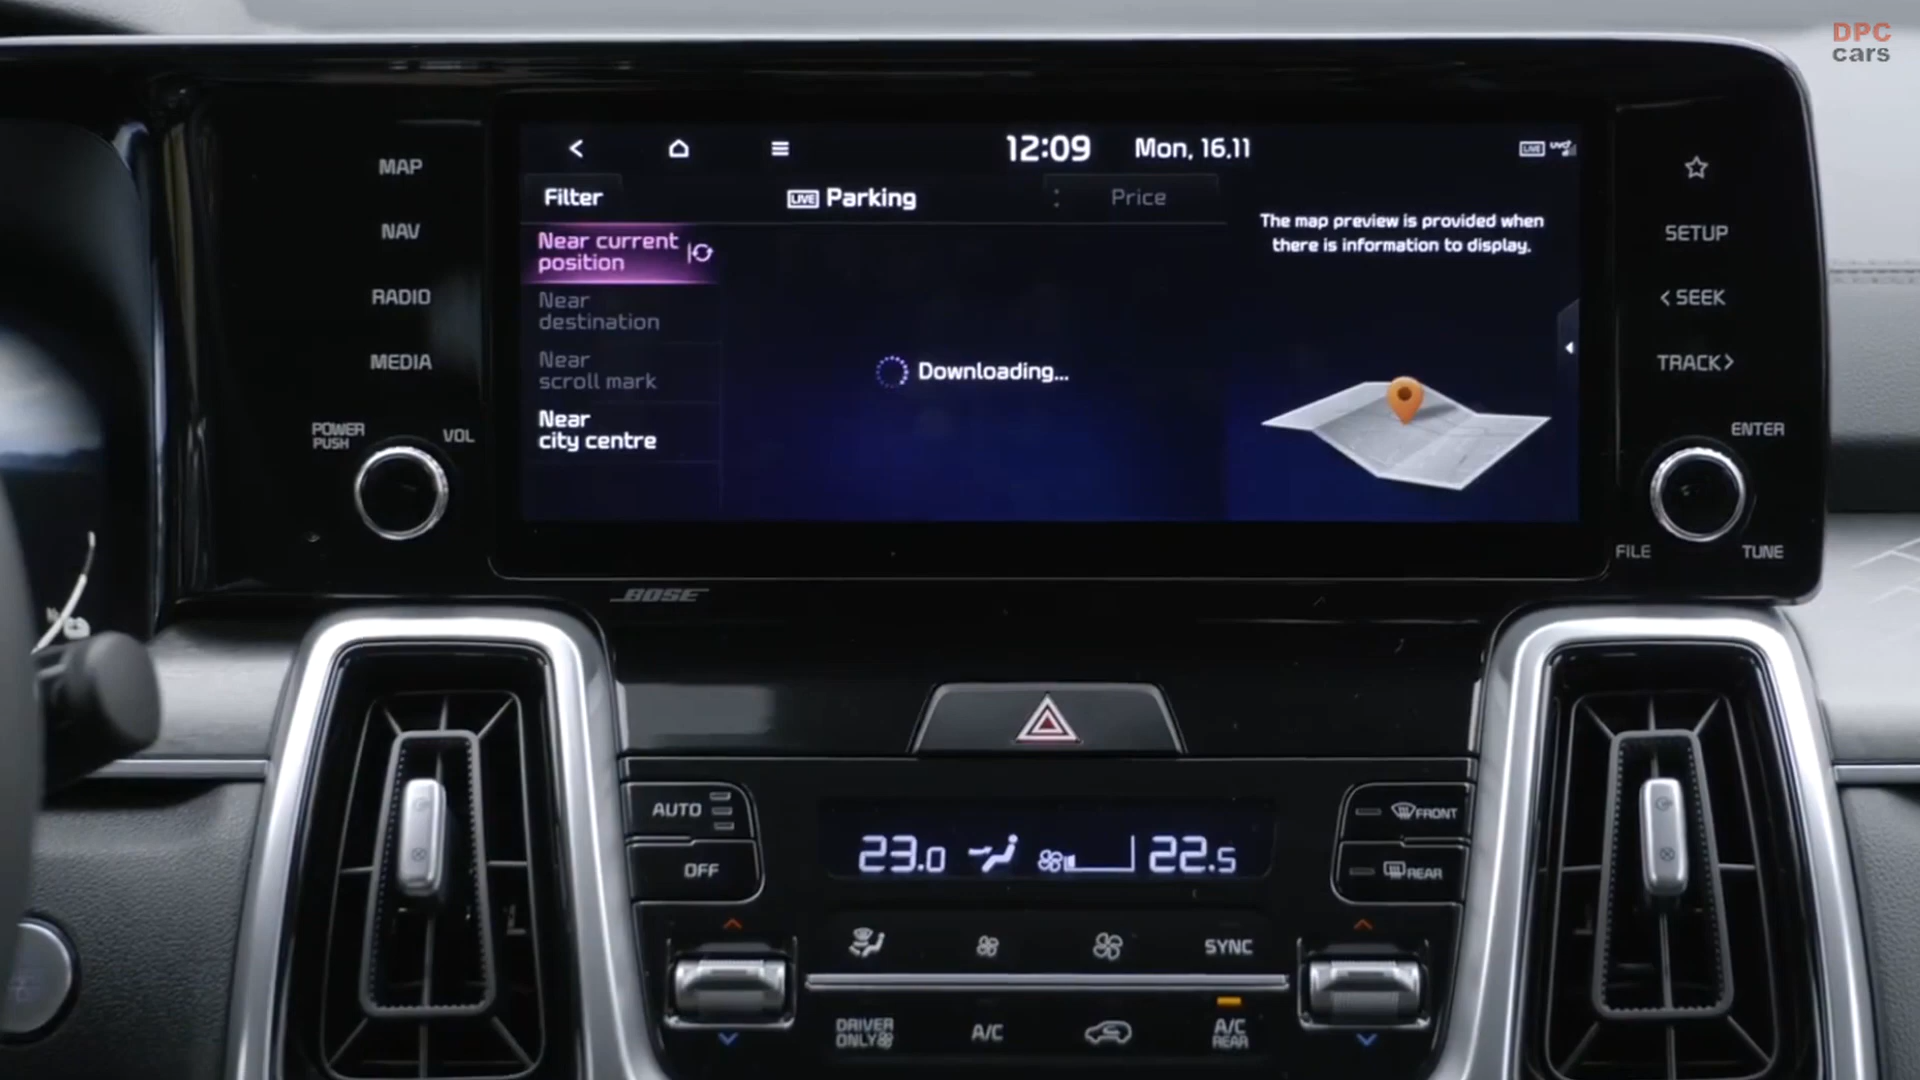 DPC
cars
MAP
NAV
RADIO
MEDIA
POWER
PUSH
VOL
12:09 Mon, 16.11
LIVE
Filter
LIVE Parking
Price
Near current
position
Near
destination
Near
scroll mark
Near
city centre
Downloading...
The map preview is provided when
there is information to display.
SETUP
< SEEK
TRACK >
ENTER
FILE
TUNE
BOSE
AUTO
OFF
23.0
22.5
FRONT
REAR
SYNC
DRIVER
ONLY
A/C
A/C
REAR